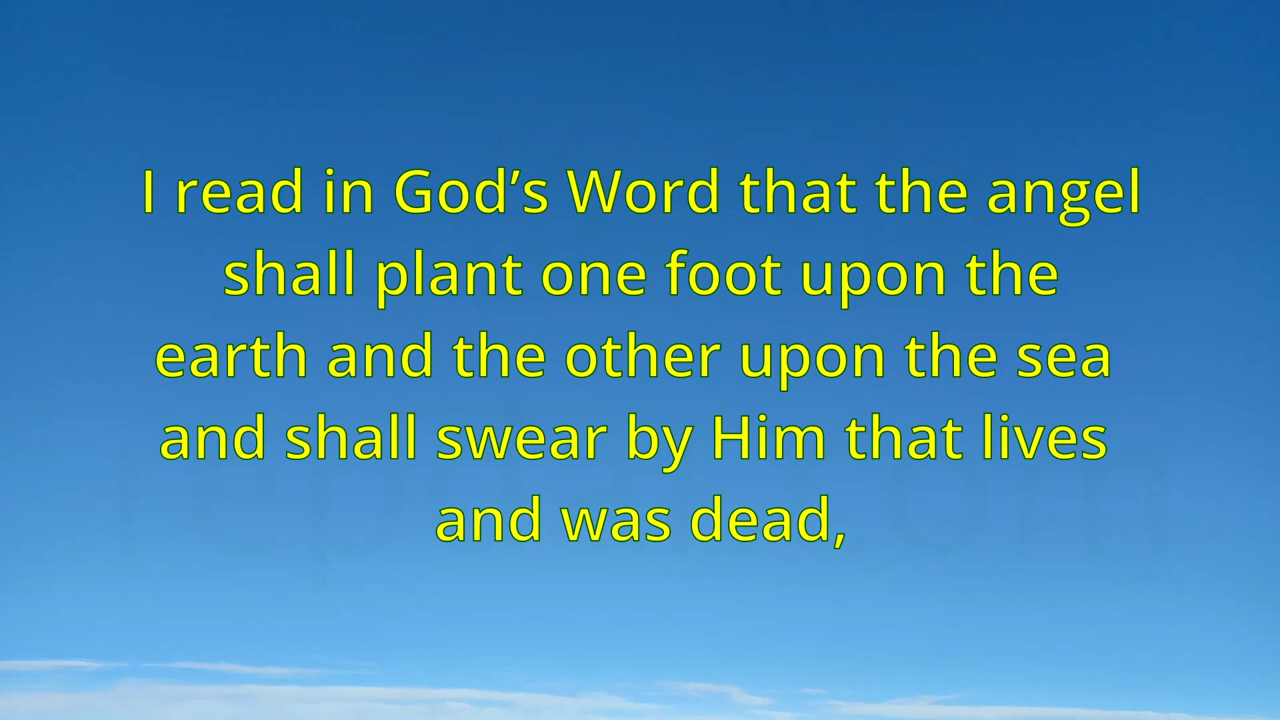 I read in God’s Word that the angel
shall plant one foot upon the
earth and the other upon the sea
and shall swear by Him that lives
and was dead,